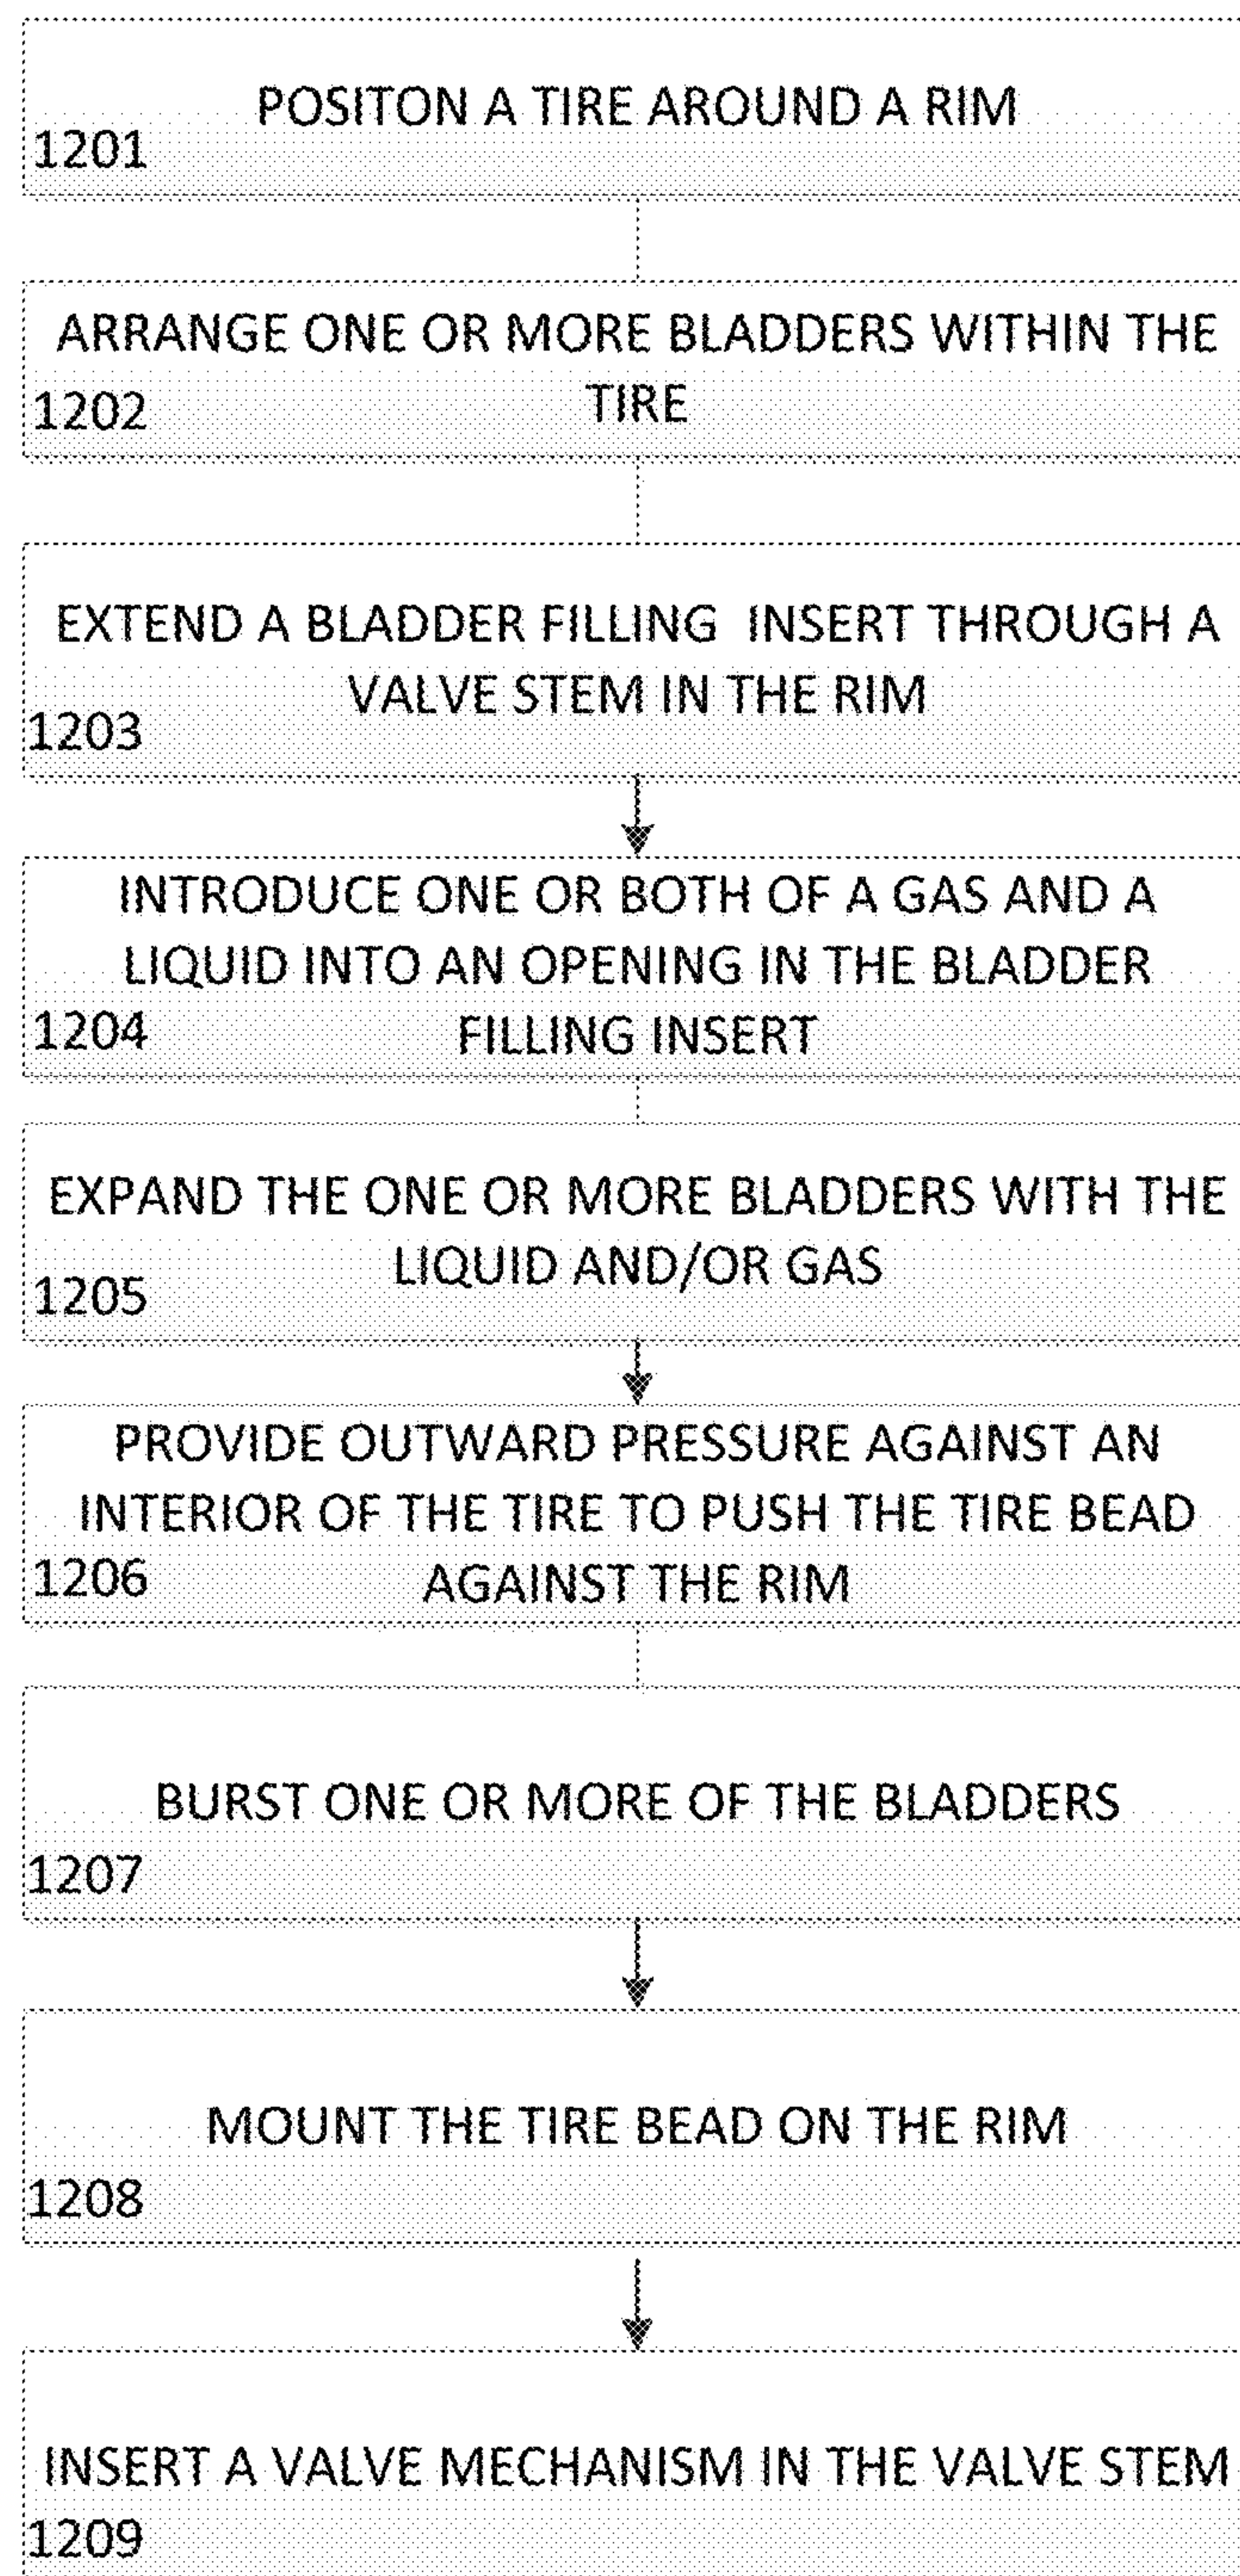 POSITON A TIRE AROUND A RIM
1201
ARRANGE ONE OR MORE BLADDERS WITHIN THE
TIRE
1202
EXTEND A BLADDER FILLING INSERT THROUGH A
VALVE STEM IN THE RIM
1203
INTRODUCE ONE OR BOTH OF A GAS AND A
LIQUID INTO AN OPENING IN THE BLADDER
FILLING INSERT
1204
EXPAND THE ONE OR MORE BLADDERS WITH THE
LIQUID AND/OR GAS
1205
PROVIDE OUTWARD PRESSURE AGAINST AN
INTERIOR OF THE TIRE TO PUSH THE TIRE BEAD
AGAINST THE RIM
1206
BURST ONE OR MORE OF THE BLADDERS
1207
MOUNT THE TIRE BEAD ON THE RIM
1208
INSERT A VALVE MECHANISM IN THE VALVE STEM
1209